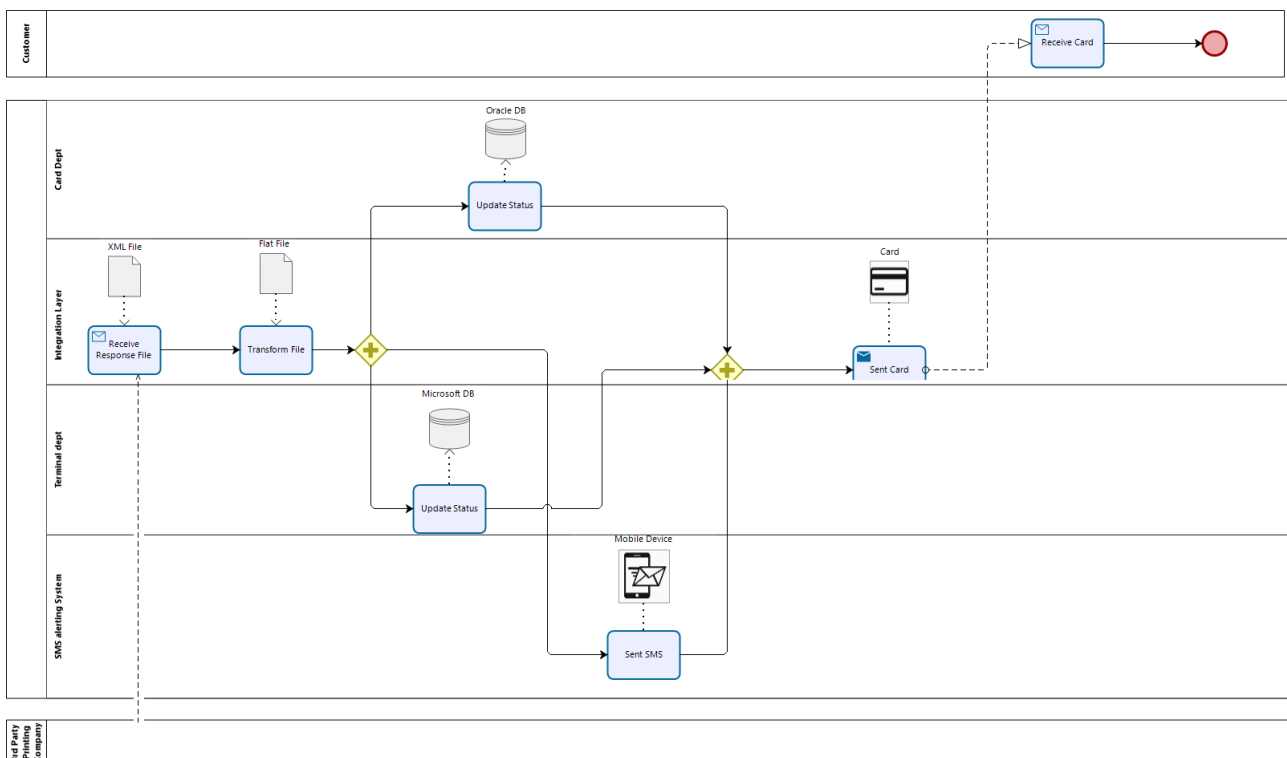 Customer
Receive Card
Card Dept
Oracle DB
Update Status
Integration Layer
XML File
Receive
Response File
Flat File
Transform File
Card
Sent Card
Terminal dept
Microsoft DB
Update Status
SMS alerting System
Mobile Device
Sent SMS
Party
Printing